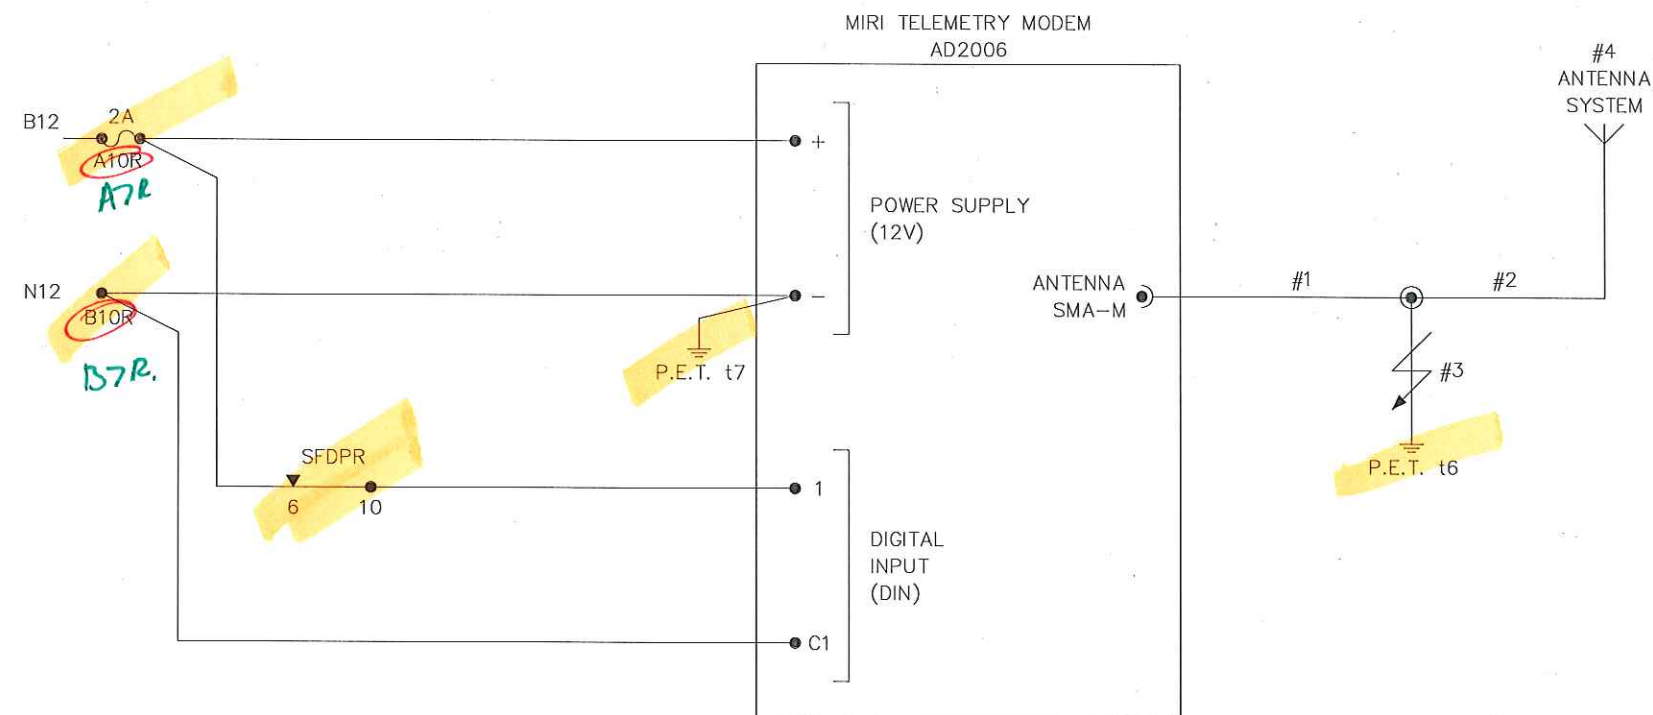 MIRI TELEMETRY MODEM
AD2006
#4
ANTENNA
SYSTEM
B12
2A
A10R
A7R
+
POWER SUPPLY
(12V)
N12
B10R
B7R.
-
P.E.T. t7
ANTENNA
SMA-M
#1
#2
#3
P.E.T. t6
SFDPR
6
10
1
DIGITAL
INPUT
(DIN)
C1